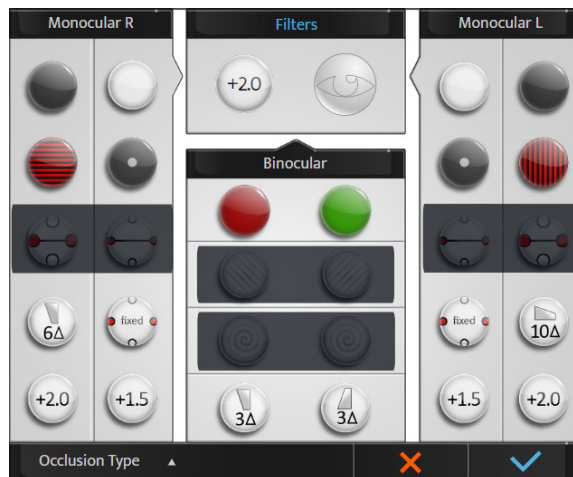 Monocular R
Filters
Monocular L
+2.0
Binocular
6Δ
fixed
fixed
10Δ
+2.0
+1.5
3Δ
3Δ
+1.5
+2.0
Occlusion Type ▲